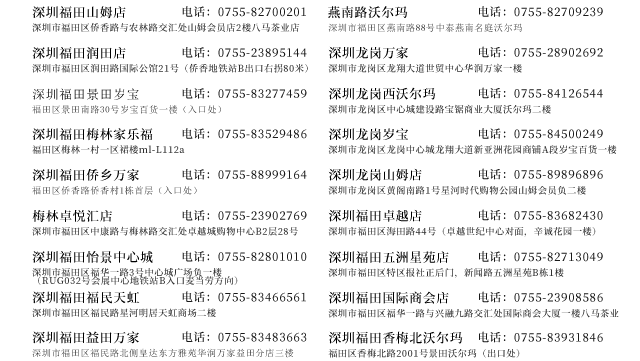 深圳福田山姆店 电话：0755-82700201
深圳市福田区侨香路与农林路交汇处山姆会员店2楼八马茶业店
深圳福田润田店 电话：0755-23895144
深圳市福田区润田路国际公馆21号（侨香地铁站B出口右拐80米）
深圳福田景田岁宝 电话：0755-83277459
福田区景田南路30号岁宝百货一楼（入口处）
深圳福田梅林家乐福 电话：0755-83529486
福田区梅林一村一区裙楼ml-L112a
深圳福田侨乡万家 电话：0755-88999164
福田区侨香路侨香村1栋首层（入口处）
梅林卓悦汇店 电话：0755-23902769
深圳市福田区中康路与梅林路交汇处卓越城购物中心B2层28号
深圳福田怡景中心城 电话：0755-82801010
深圳市福田区福华一路3号中心城广场负一楼
（RUG032号会展中心地铁站B入口麦当劳方向）
深圳福田福民天虹 电话：0755-83466561
深圳市福田区福民路星河明居天虹商场二楼
深圳福田益田万家 电话：0755-83483663
深圳市福田区福民路北侧皇达东方雅苑华润万家益田分店三楼
燕南路沃尔玛 电话：0755-82709239
深圳市福田区燕南路88号中泰燕南名庭沃尔玛
深圳龙岗万家 电话：0755-28902692
深圳市龙岗区龙翔大道世贸中心华润万家一楼
深圳龙岗西沃尔玛 电话：0755-84126544
深圳市龙岗区中心城建设路宝锯商业大厦沃尔玛二楼
深圳龙岗岁宝 电话：0755-84500249
深圳市龙岗区龙岗中心城龙翔大道新亚洲花园商铺A段岁宝百货一楼
深圳龙岗山姆店 电话：0755-89896896
深圳市龙岗区黄阁南路1号星河时代购物公园山姆会员负二楼
深圳福田卓越店 电话：0755-83682430
深圳市福田区海田路44号（卓越世纪中心对面，辛诚花园一楼）
深圳福田五洲星苑店 电话：0755-82713049
深圳市福田区特区报社正后门，新闻路五洲星苑B栋1楼
深圳福田国际商会店 电话：0755-23908586
深圳市福田区福华一路与兴融九路交汇处国际商会大厦一楼八马茶业
深圳福田香梅北沃尔玛 电话：0755-83931846
福田区香梅北路2001号景田沃尔玛（出口处）